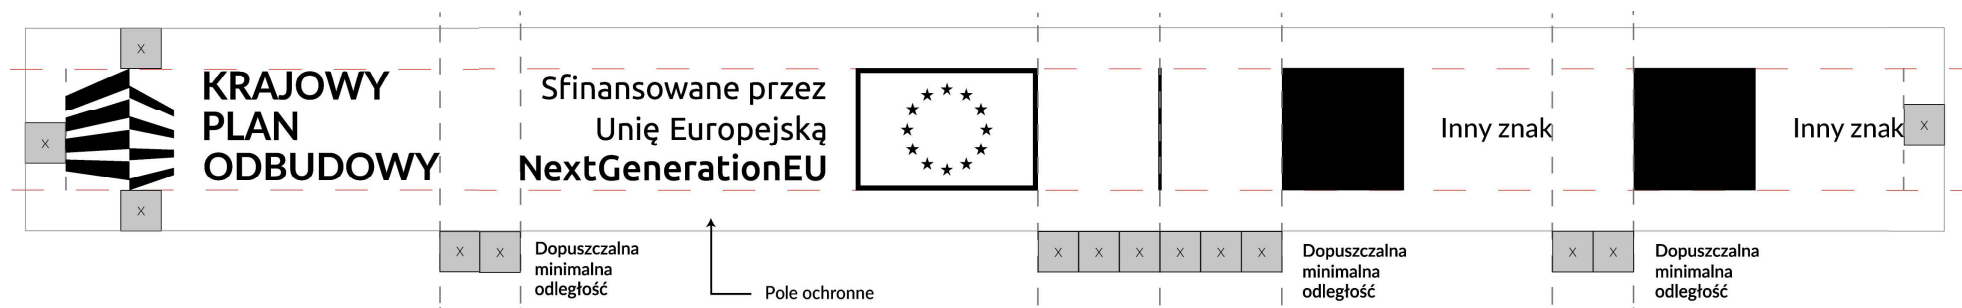 X
KRAJOWY
PLAN
ODBUDOWY
X
X
Sfinansowane przez
Unię Europejską
NextGenerationEU
Inny znak
Inny znak
X
X X
Dopuszczalna
minimalna
odległość
Pole ochronne
X X X X X X
Dopuszczalna
minimalna
odległość
X X
Dopuszczalna
minimalna
odległość